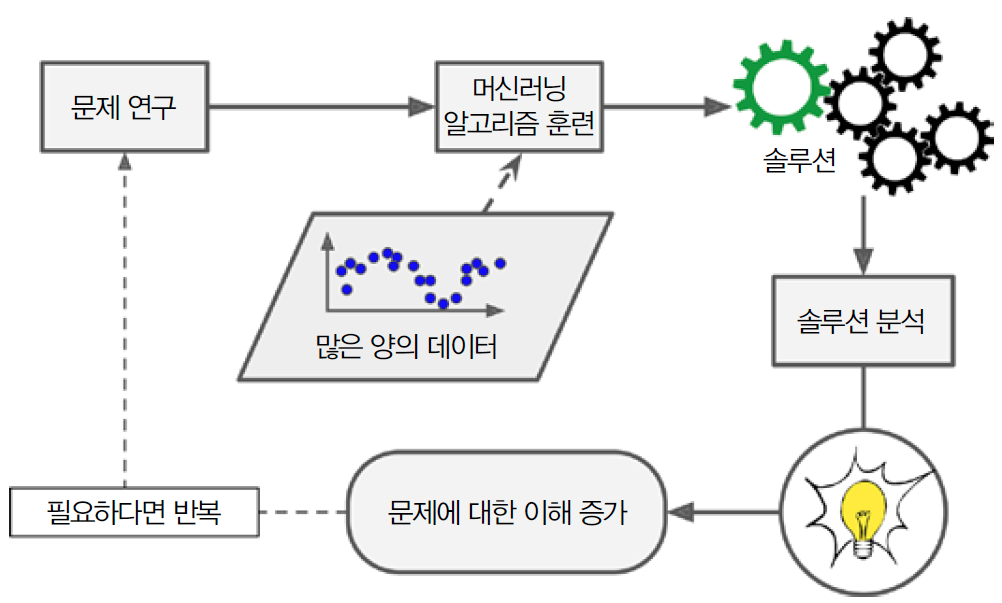 문제 연구
머신러닝
알고리즘 훈련
솔루션
많은 양의 데이터
솔루션 분석
문제에 대한 이해 증가
필요하다면 반복